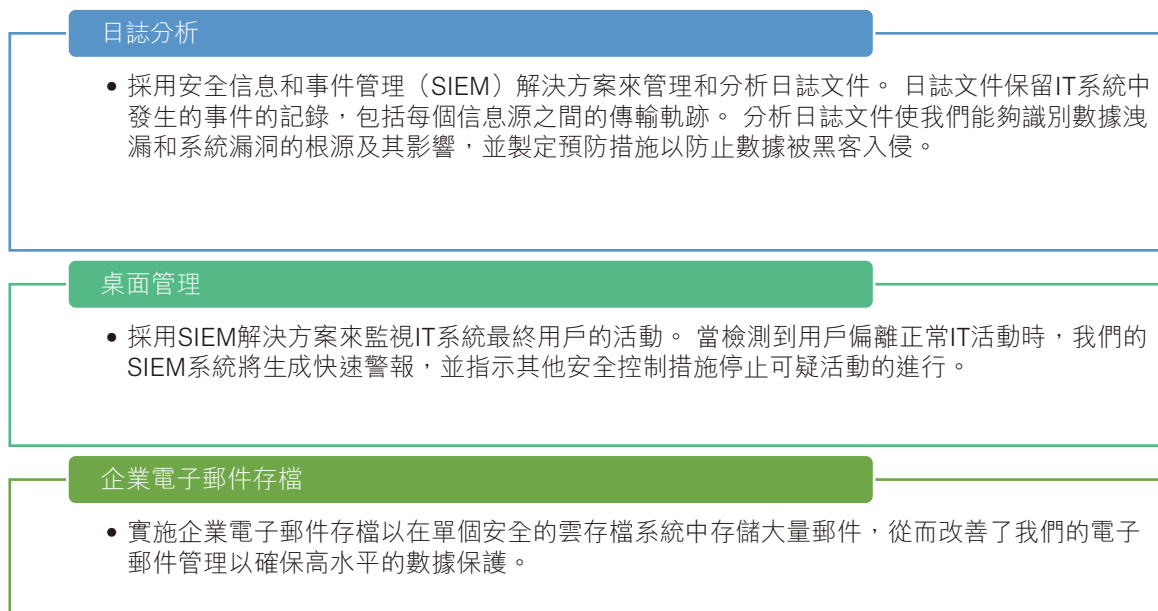 日誌分析
• 採用安全信息和事件管理（SIEM）解決方案來管理和分析日誌文件。 日誌文件保留IT系統中
發生的事件的記錄，包括每個信息源之間的傳輸軌跡。 分析日誌文件使我們能夠識別數據洩
漏和系統漏洞的根源及其影響，並製定預防措施以防止數據被黑客入侵。
桌面管理
• 採用SIEM解決方案來監視IT系統最終用戶的活動。 當檢測到用戶偏離正常IT活動時，我們的
SIEM系統將生成快速警報，並指示其他安全控制措施停止可疑活動的進行。
企業電子郵件存檔
• 實施企業電子郵件存檔以在單個安全的雲存檔系統中存儲大量郵件，從而改善了我們的電子
郵件管理以確保高水平的數據保護。